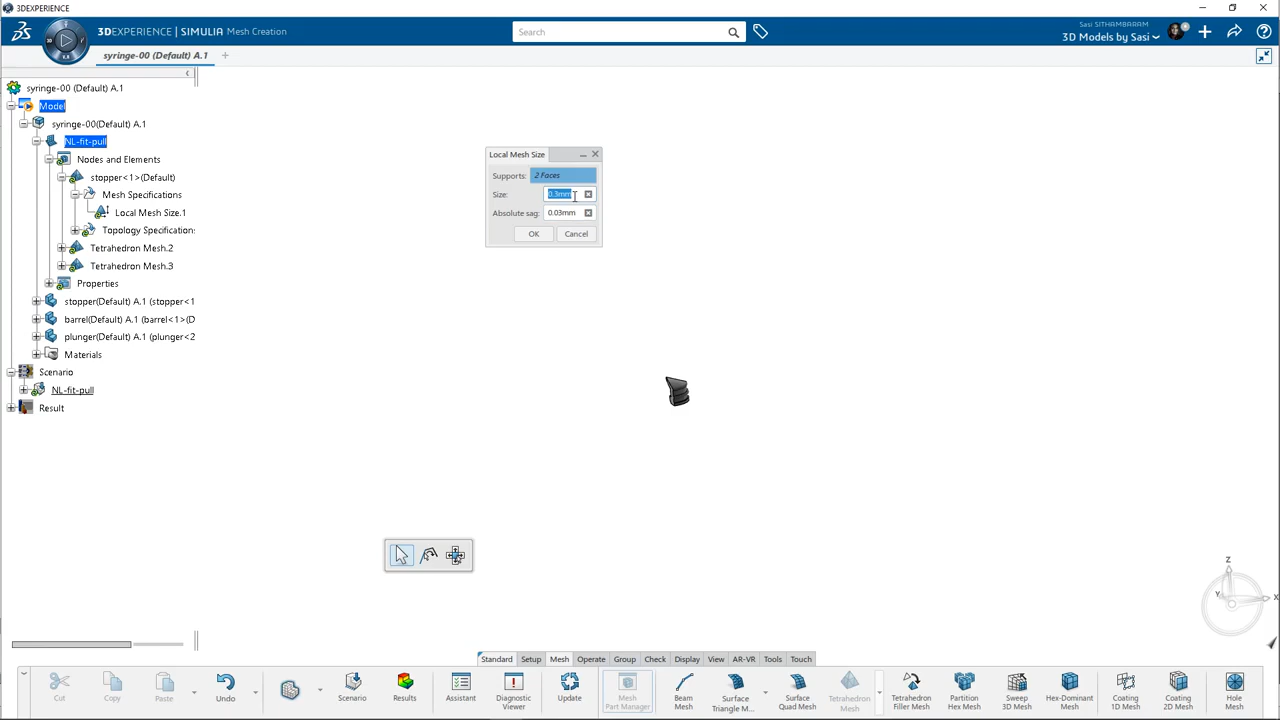 3DEXPERIENCE
3DEXPERIENCE | SIMULIA Mesh Creation
Search
Sasi SITHAMBARAM
3D Models by Sasi
syringe-00 (Default) A.1
syringe-00 (Default) A.1
Model
syringe-00(Default) A.1
NL-fit-pull
Nodes and Elements
stopper<1>(Default)
Mesh Specifications
Local Mesh Size.1
Topology Specification:
Tetrahedron Mesh.2
Tetrahedron Mesh.3
Properties
stopper(Default) A.1 (stopper<1
barrel(Default) A.1 (barrel<1>(D
plunger(Default) A.1 (plunger<2
Materials
Scenario
NL-fit-pull
Result
Local Mesh Size
Supports: 2 Faces
Size: 0.3mm
Absolute sag: 0.03mm
OK Cancel
Z
Y
X
Standard Setup Mesh Operate Group Check Display View AR-VR Tools Touch
Cut
Copy
Paste
Undo
Scenario
Results
Assistant
Diagnostic
Viewer
Update
Mesh
Part Manager
Beam
Mesh
Surface
Triangle M...
Surface
Quad Mesh
Tetrahedron
Mesh
Tetrahedron
Filler Mesh
Partition
Hex Mesh
Sweep
3D Mesh
Hex-Dominant
Mesh
Coating
1D Mesh
Coating
2D Mesh
Hole
Mesh